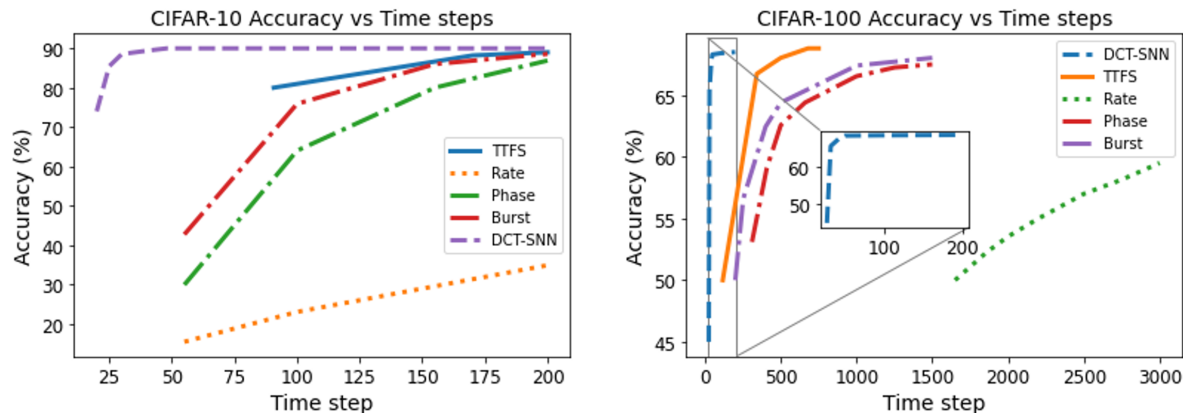 CIFAR-10 Accuracy vs Time steps
Accuracy (%)
90
80
70
60
50
40
30
20
25
50
75
100
125
150
175
200
Time step
TTFS
Rate
Phase
Burst
DCT-SNN
CIFAR-100 Accuracy vs Time steps
Accuracy (%)
65
60
55
50
45
0
500
1000
1500
2000
2500
3000
Time step
DCT-SNN
TTFS
Rate
Phase
Burst
60
50
100
200